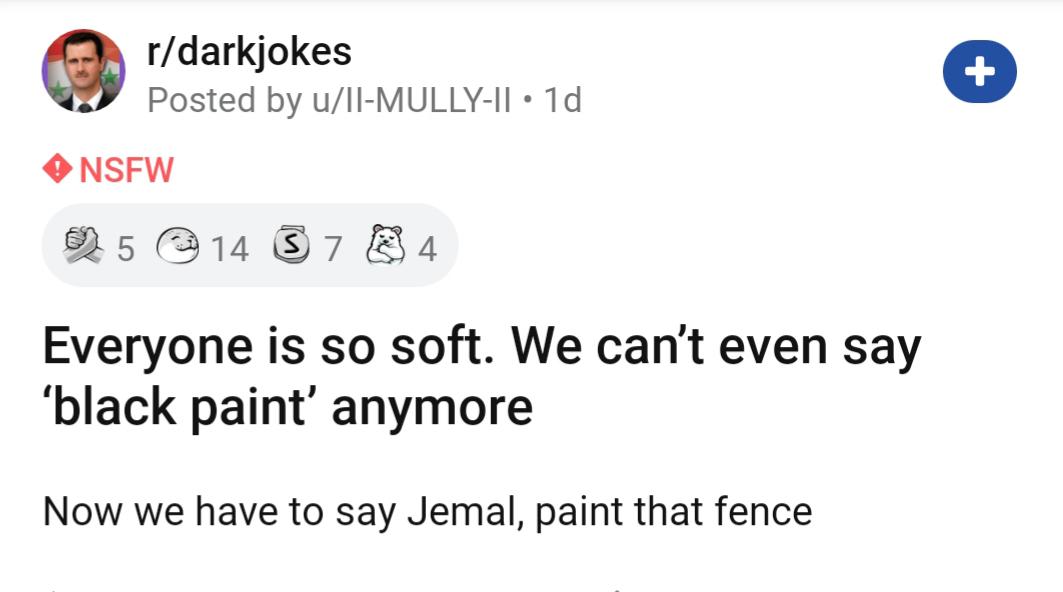 r/darkjokes
Posted by u/II-MULLY-II • 1d
NSFW
5 14 S 7 4
Everyone is so soft. We can’t even say
‘black paint’ anymore
Now we have to say Jemal, paint that fence